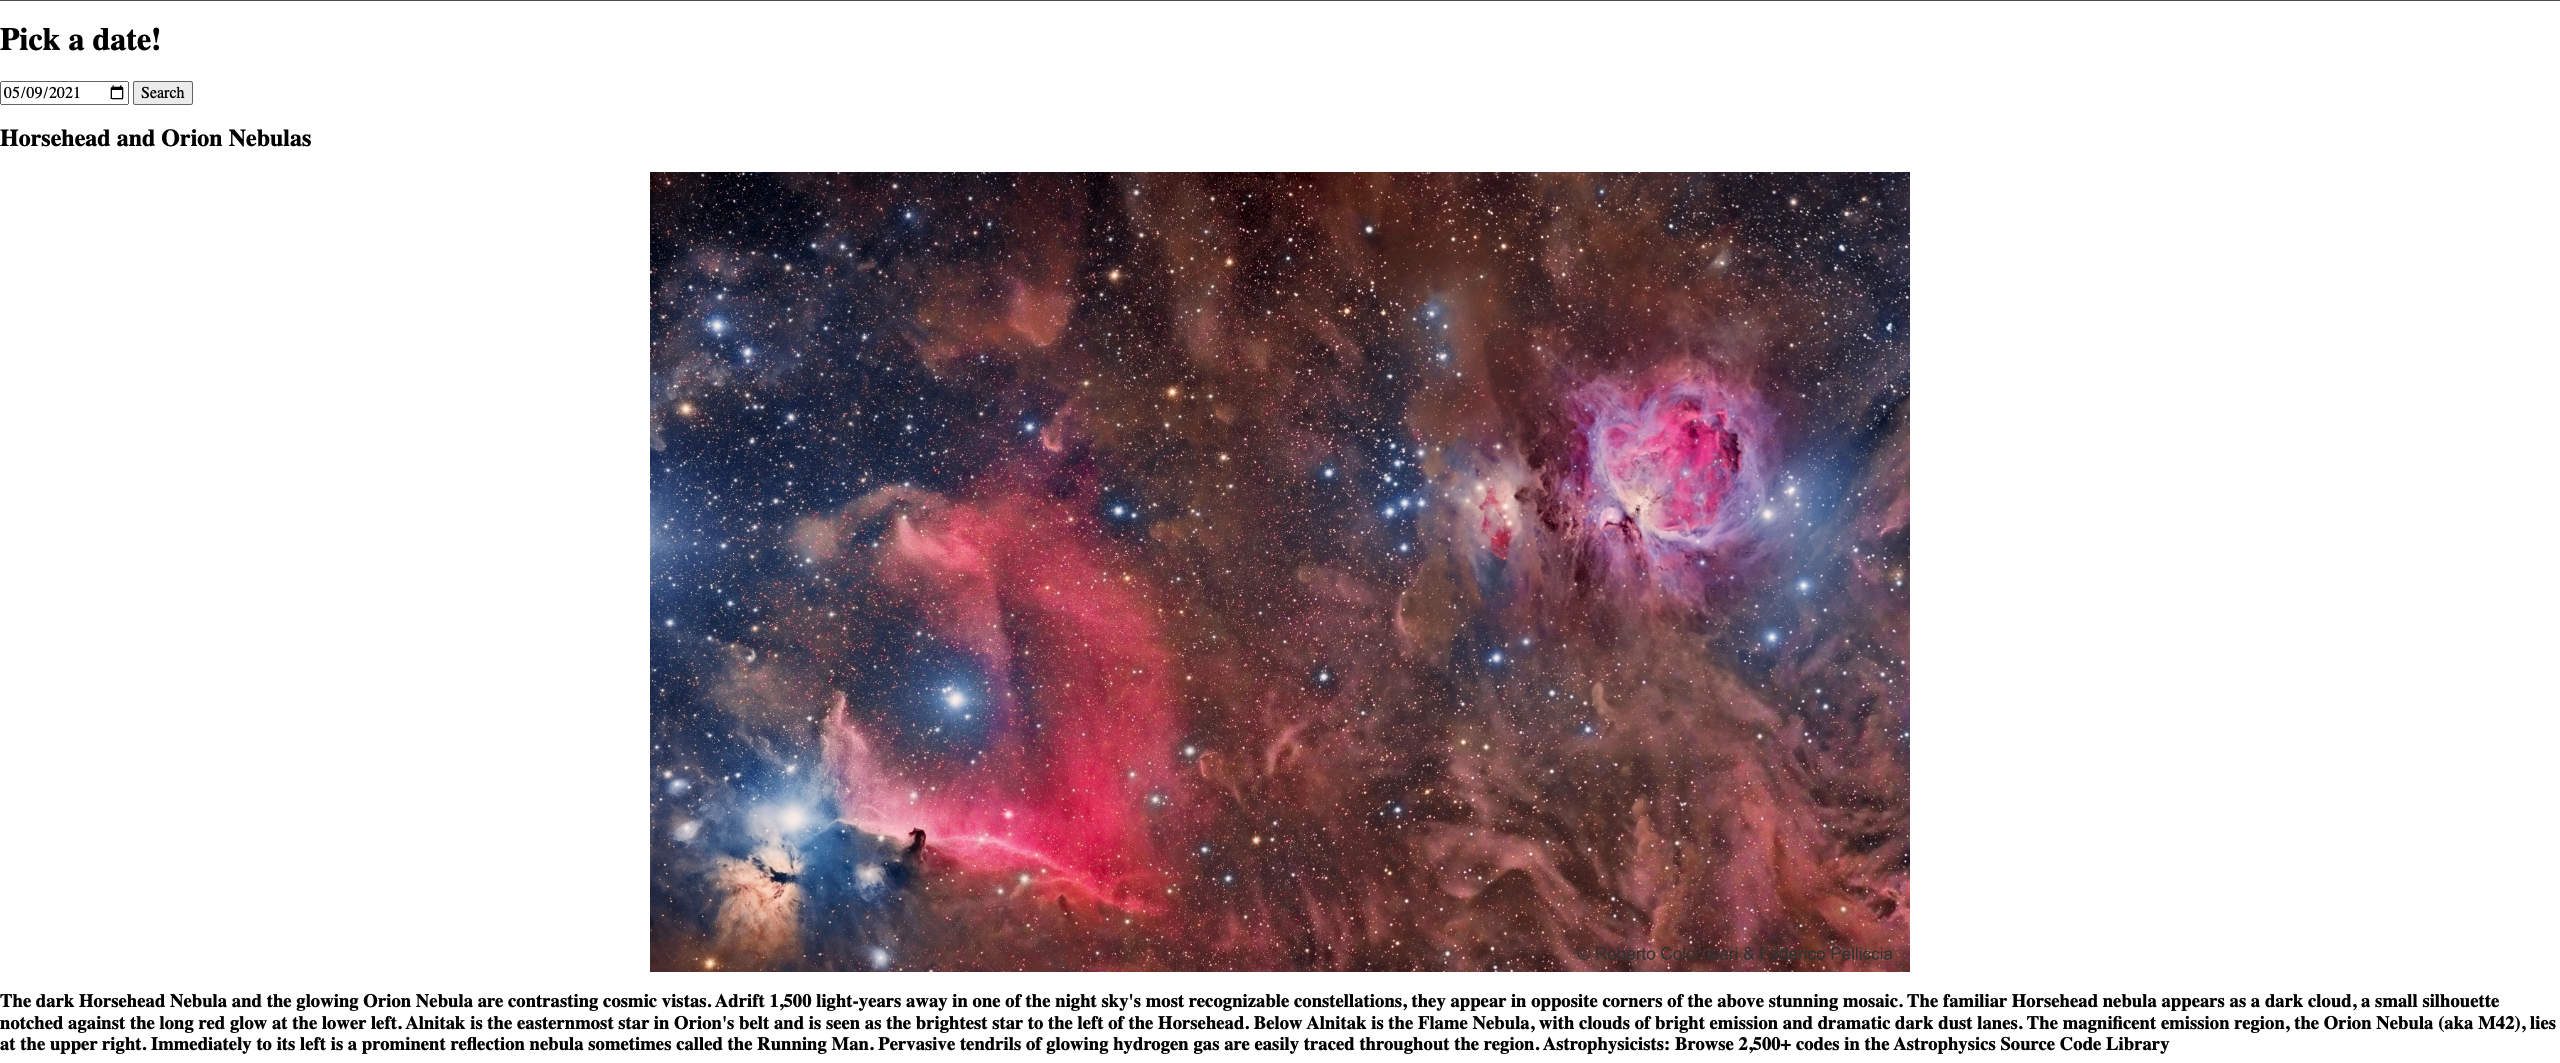 Pick a date!
05/09/2021 Search
Horsehead and Orion Nebulas
© Roberto Colombari & Federico Pelliccia
The dark Horsehead Nebula and the glowing Orion Nebula are contrasting cosmic vistas. Adrift 1,500 light-years away in one of the night sky's most recognizable constellations, they appear in opposite corners of the above stunning mosaic. The familiar Horsehead nebula appears as a dark cloud, a small silhouette
notched against the long red glow at the lower left. Alnitak is the easternmost star in Orion's belt and is seen as the brightest star to the left of the Horsehead. Below Alnitak is the Flame Nebula, with clouds of bright emission and dramatic dark dust lanes. The magnificent emission region, the Orion Nebula (aka M42), lies
at the upper right. Immediately to its left is a prominent reflection nebula sometimes called the Running Man. Pervasive tendrils of glowing hydrogen gas are easily traced throughout the region. Astrophysicists: Browse 2,500+ codes in the Astrophysics Source Code Library